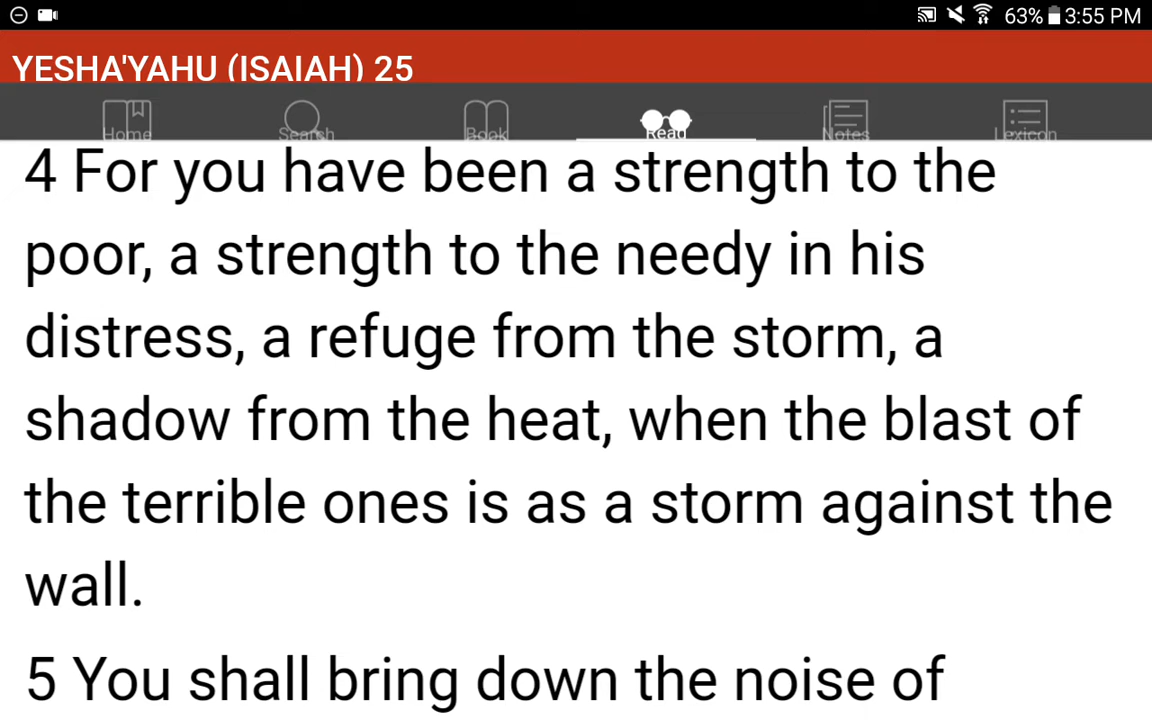 63% 3:55 PM
YESHA'YAHU (ISAIAH) 25
Home Search Book Read Notes Lexicon
4 For you have been a strength to the
poor, a strength to the needy in his
distress, a refuge from the storm, a
shadow from the heat, when the blast of
the terrible ones is as a storm against the
wall.
5 You shall bring down the noise of